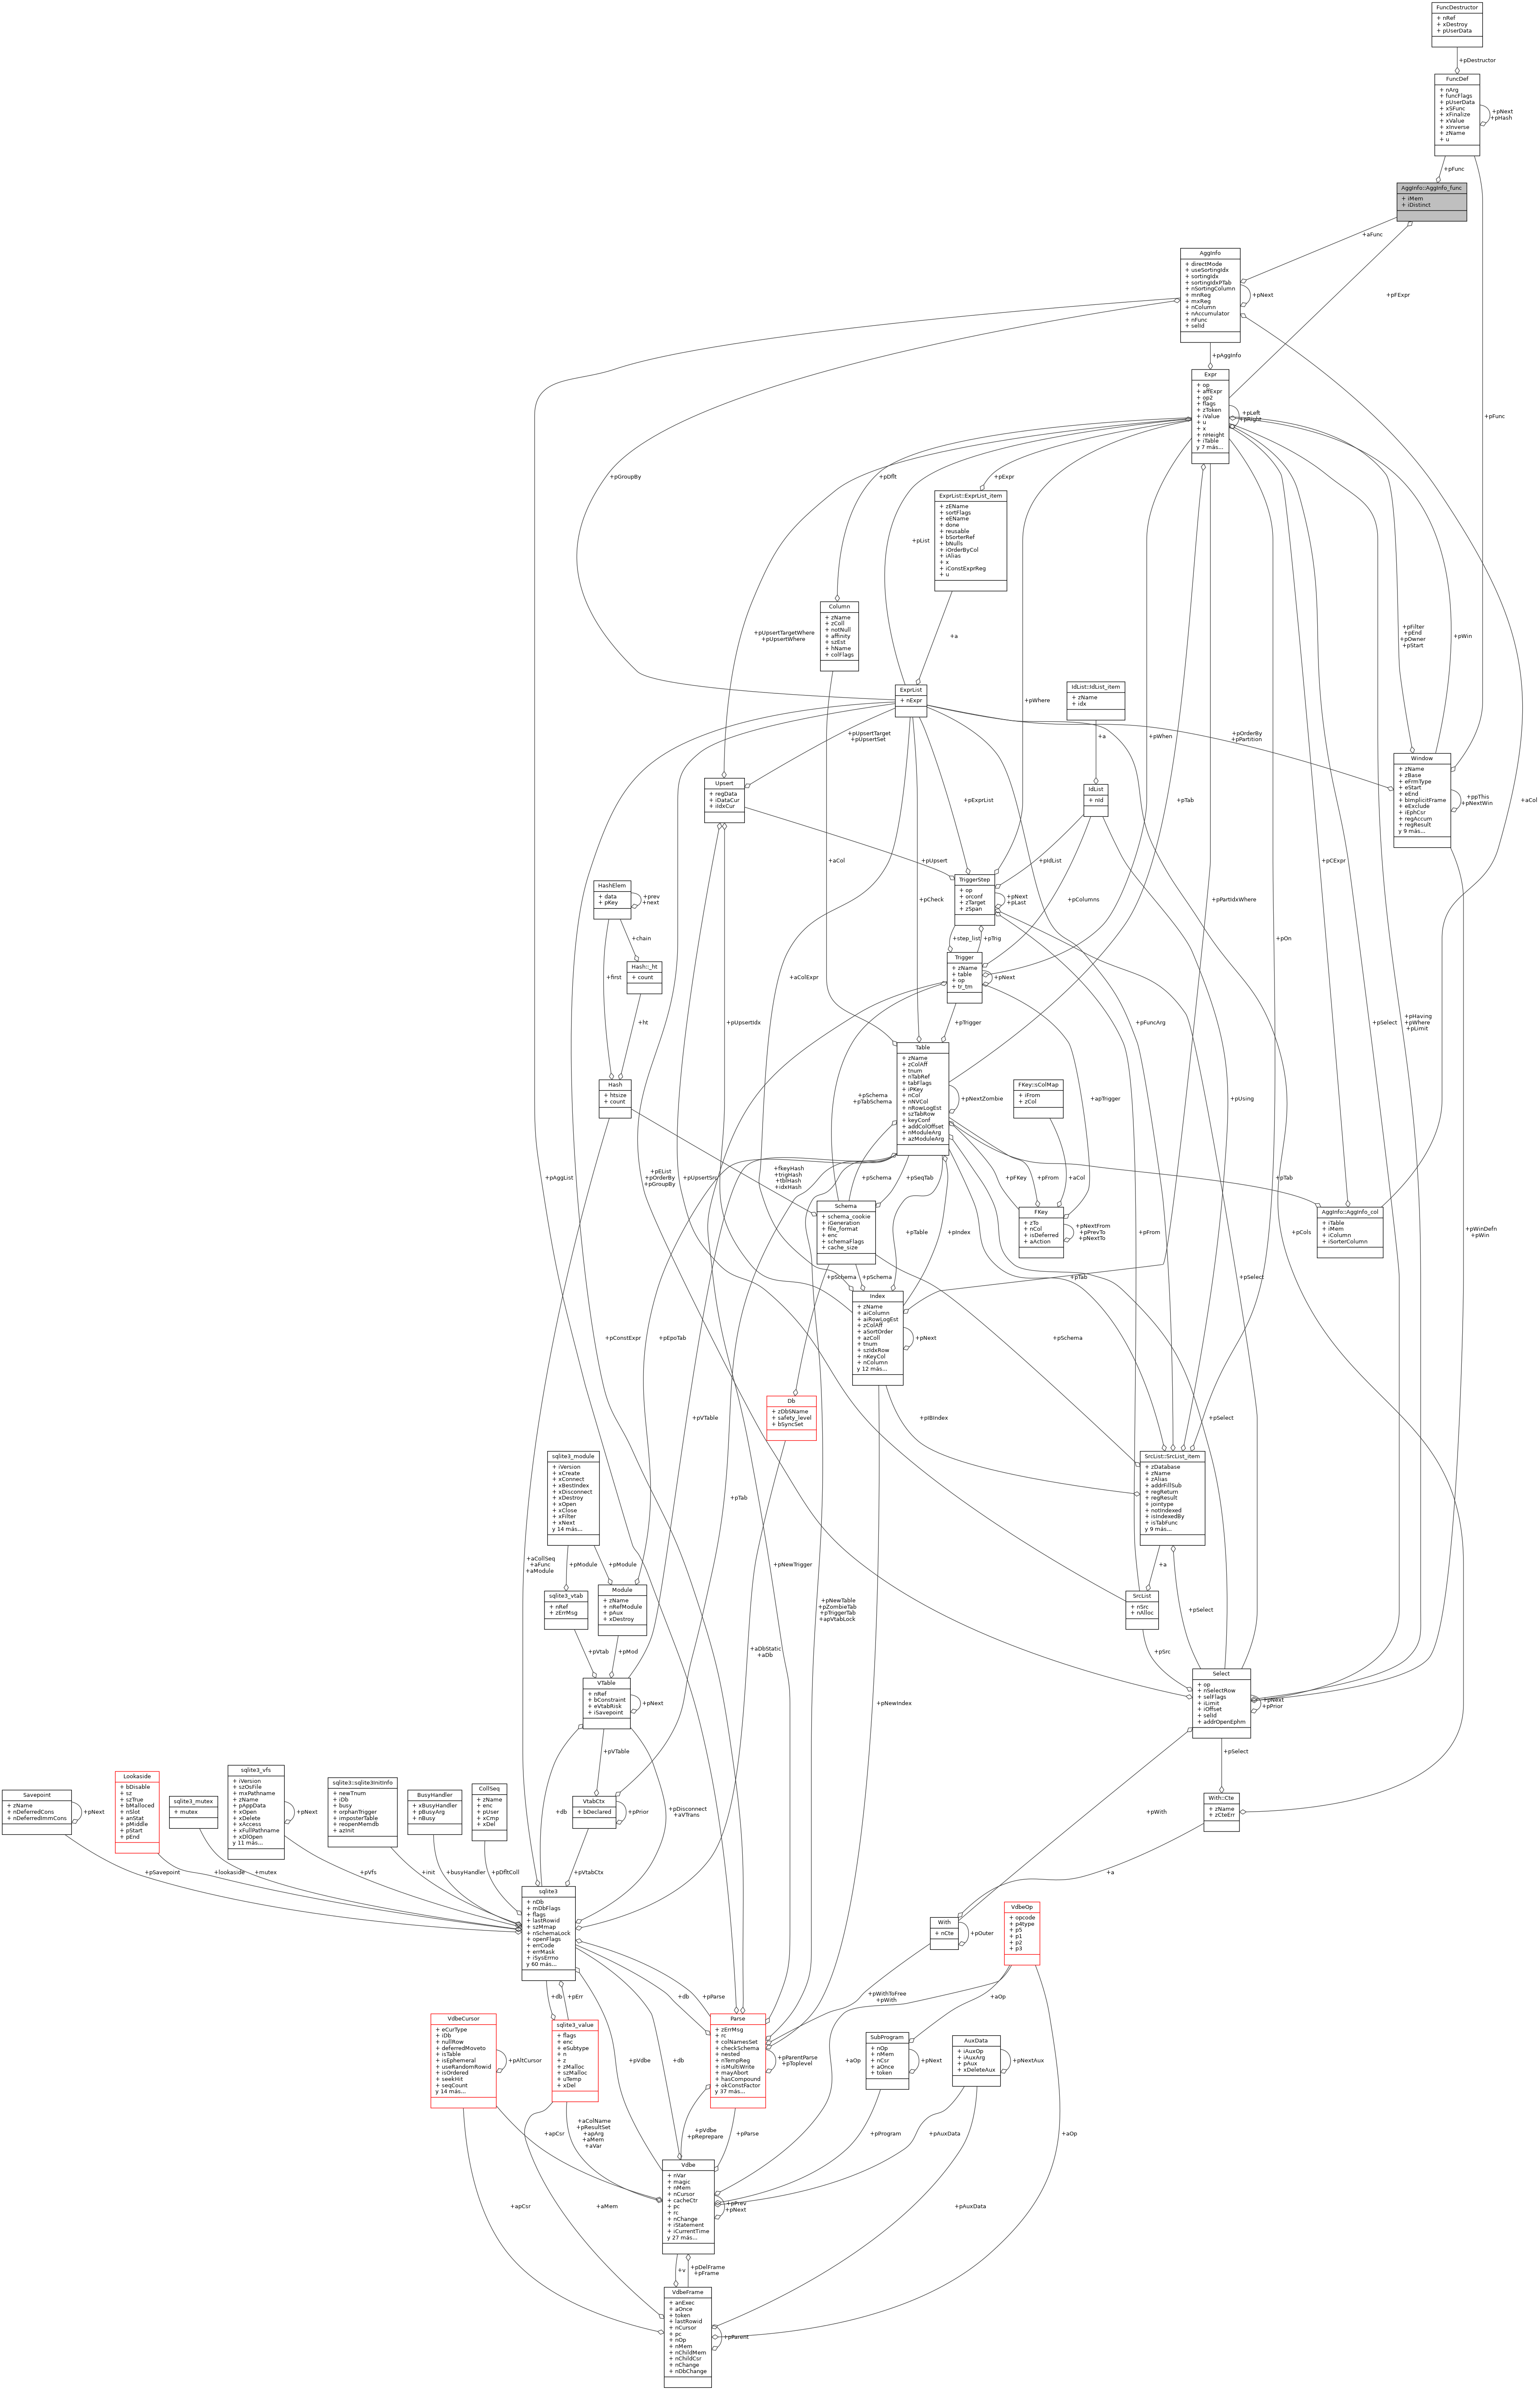 FuncDestructor
+ nRef
+ xDestroy
+ pUserData
+pDestructor
FuncDef
+ nArg
+ funcFlags
+ pUserData
+ xSFunc
+ xFinalize
+ xValue
+ xInverse
+ zName
+ u
+pNext
+pHash
+pFunc
AggInfo::AggInfo_func
+ iMem
+ iDistinct
+aFunc
AggInfo
+ directMode
+ useSortingIdx
+ sortingIdx
+ sortingIdxPTab
+ nSortingColumn
+ mnReg
+ mxReg
+ nColumn
+ nAccumulator
+ nFunc
+ selId
+pNext
+pFExpr
+pAggInfo
Expr
+ op
+ affExpr
+ op2
+ flags
+ zToken
+ iValue
+ u
+ x
+ nHeight
+ iTable
y 7 más...
+pLeft
+pRight
+pFunc
+pGroupBy
+pDflt
+pExpr
ExprList::ExprList_item
+ zEName
+ sortFlags
+ eEName
+ done
+ reusable
+ bSorterRef
+ bNulls
+ iOrderByCol
+ iAlias
+ x
+ iConstExprReg
+ u
+pList
Column
+ zName
+ zColl
+ notNull
+ affinity
+ szEst
+ hName
+ colFlags
+pUpsertTargetWhere
+pUpsertWhere
+a
+pFilter
+pEnd
+pOwner
+pStart
+pWin
ExprList
+ nExpr
IdList::IdList_item
+ zName
+ idx
+pWhere
+pUpsertTarget
+pUpsertSet
+a
+pWhen
+pOrderBy
+pPartition
Window
+ zName
+ zBase
+ eFrmType
+ eStart
+ eEnd
+ bImplicitFrame
+ eExclude
+ iEphCsr
+ regAccum
+ regResult
y 9 más...
+ppThis
+pNextWin
+aCol
Upsert
+ regData
+ iDataCur
+ iIdxCur
+pExprList
IdList
+ nId
+pTab
+aCol
+pUpsert
+pIdList
+pCExpr
HashElem
+ data
+ pKey
+prev
+next
TriggerStep
+ op
+ orconf
+ zTarget
+ zSpan
+pNext
+pLast
+pCheck
+pColumns
+pPartIdxWhere
+chain
+step_list
+pTrig
+pOn
Hash::_ht
+ count
+first
+aColExpr
Trigger
+ zName
+ table
+ op
+ tr_tm
+pNext
+ht
+pUpsertIdx
+pTrigger
+pFuncArg
+pSelect
+pHaving
+pWhere
+pLimit
Hash
+ htsize
+ count
+pSchema
+pTabSchema
Table
+ zName
+ zColAff
+ tnum
+ nTabRef
+ tabFlags
+ iPKey
+ nCol
+ nNVCol
+ nRowLogEst
+ szTabRow
+ keyConf
+ addColOffset
+ nModuleArg
+ azModuleArg
+pNextZombie
FKey::sColMap
+ iFrom
+ zCol
+apTrigger
+pUsing
+pAggList
+pEList
+pOrderBy
+pGroupBy
+pUpsertSrc
+fkeyHash
+trigHash
+tblHash
+idxHash
+pSchema
+pSeqTab
+pFKey
+pFrom
+aCol
+pTab
Schema
+ schema_cookie
+ iGeneration
+ file_format
+ enc
+ schemaFlags
+ cache_size
FKey
+ zTo
+ nCol
+ isDeferred
+ aAction
+pNextFrom
+pPrevTo
+pNextTo
AggInfo::AggInfo_col
+ iTable
+ iMem
+ iColumn
+ iSorterColumn
+pTable
+pIndex
+pFrom
+pCols
+pWinDefn
+pWin
+pSchema
+pSchema
+pTab
+pSelect
Index
+ zName
+ aiColumn
+ aiRowLogEst
+ zColAff
+ aSortOrder
+ azColl
+ tnum
+ szIdxRow
+ nKeyCol
+ nColumn
y 12 más...
+pNext
+pConstExpr
+pEpoTab
+pSchema
Db
+ zDbSName
+ safety_level
+ bSyncSet
+pVTable
+pIBIndex
+pSelect
sqlite3_module
+ iVersion
+ xCreate
+ xConnect
+ xBestIndex
+ xDisconnect
+ xDestroy
+ xOpen
+ xClose
+ xFilter
+ xNext
y 14 más...
SrcList::SrcList_item
+ zDatabase
+ zName
+ zAlias
+ addrFillSub
+ regReturn
+ regResult
+ jointype
+ notIndexed
+ isIndexedBy
+ isTabFunc
y 9 más...
+pTab
+aCollSeq
+aFunc
+aModule
+pModule
+pModule
+pNewTrigger
+a
sqlite3_vtab
+ nRef
+ zErrMsg
Module
+ zName
+ nRefModule
+ pAux
+ xDestroy
+pNewTable
+pZombieTab
+pTriggerTab
+apVtabLock
SrcList
+ nSrc
+ nAlloc
+pSelect
+pVtab
+pMod
+aDbStatic
+aDb
+pSrc
VTable
+ nRef
+ bConstraint
+ eVtabRisk
+ iSavepoint
+pNext
+pNewIndex
Select
+ op
+ nSelectRow
+ selFlags
+ iLimit
+ iOffset
+ selId
+ addrOpenEphm
+pNext
+pPrior
+pVTable
+pSelect
Savepoint
+ zName
+ nDeferredCons
+ nDeferredImmCons
+pNext
Lookaside
+ bDisable
+ sz
+ szTrue
+ bMalloced
+ nSlot
+ anStat
+ pMiddle
+ pStart
+ pEnd
sqlite3_mutex
+ mutex
sqlite3_vfs
+ iVersion
+ szOsFile
+ mxPathname
+ zName
+ pAppData
+ xOpen
+ xDelete
+ xAccess
+ xFullPathname
+ xDlOpen
y 11 más...
+pNext
sqlite3::sqlite3InitInfo
+ newTnum
+ iDb
+ busy
+ orphanTrigger
+ imposterTable
+ reopenMemdb
+ azInit
BusyHandler
+ xBusyHandler
+ pBusyArg
+ nBusy
CollSeq
+ zName
+ enc
+ pUser
+ xCmp
+ xDel
+db
VtabCtx
+ bDeclared
+pPrior
+pDisconnect
+aVTrans
+pWith
With::Cte
+ zName
+ zCteErr
+pSavepoint
+lookaside
+mutex
+pVfs
+init
+busyHandler
+pDfltColl
+pVtabCtx
+a
sqlite3
+ nDb
+ mDbFlags
+ flags
+ lastRowid
+ szMmap
+ nSchemaLock
+ openFlags
+ errCode
+ errMask
+ iSysErrno
y 60 más...
With
+ nCte
+pOuter
VdbeOp
+ opcode
+ p4type
+ p5
+ p1
+ p2
+ p3
+db
+pErr
+db
+pParse
+pWithToFree
+pWith
+aOp
VdbeCursor
+ eCurType
+ iDb
+ nullRow
+ deferredMoveto
+ isTable
+ isEphemeral
+ useRandomRowid
+ isOrdered
+ seekHit
+ seqCount
y 14 más...
+pAltCursor
sqlite3_value
+ flags
+ enc
+ eSubtype
+ n
+ z
+ zMalloc
+ szMalloc
+ uTemp
+ xDel
+pVdbe
+db
Parse
+ zErrMsg
+ rc
+ colNamesSet
+ checkSchema
+ nested
+ nTempReg
+ isMultiWrite
+ mayAbort
+ hasCompound
+ okConstFactor
y 37 más...
+pParentParse
+pToplevel
+aOp
SubProgram
+ nOp
+ nMem
+ nCsr
+ aOnce
+ token
+pNext
AuxData
+ iAuxOp
+ iAuxArg
+ pAux
+ xDeleteAux
+pNextAux
+apCsr
+aColName
+pResultSet
+apArg
+aMem
+aVar
+pVdbe
+pReprepare
+pParse
+pProgram
+pAuxData
+aOp
Vdbe
+ nVar
+ magic
+ nMem
+ nCursor
+ cacheCtr
+ pc
+ rc
+ nChange
+ iStatement
+ iCurrentTime
y 27 más...
+pPrev
+pNext
+apCsr
+aMem
+pAuxData
+v
+pDelFrame
+pFrame
VdbeFrame
+ anExec
+ aOnce
+ token
+ lastRowid
+ nCursor
+ pc
+ nOp
+ nMem
+ nChildMem
+ nChildCsr
+ nChange
+ nDbChange
+pParent